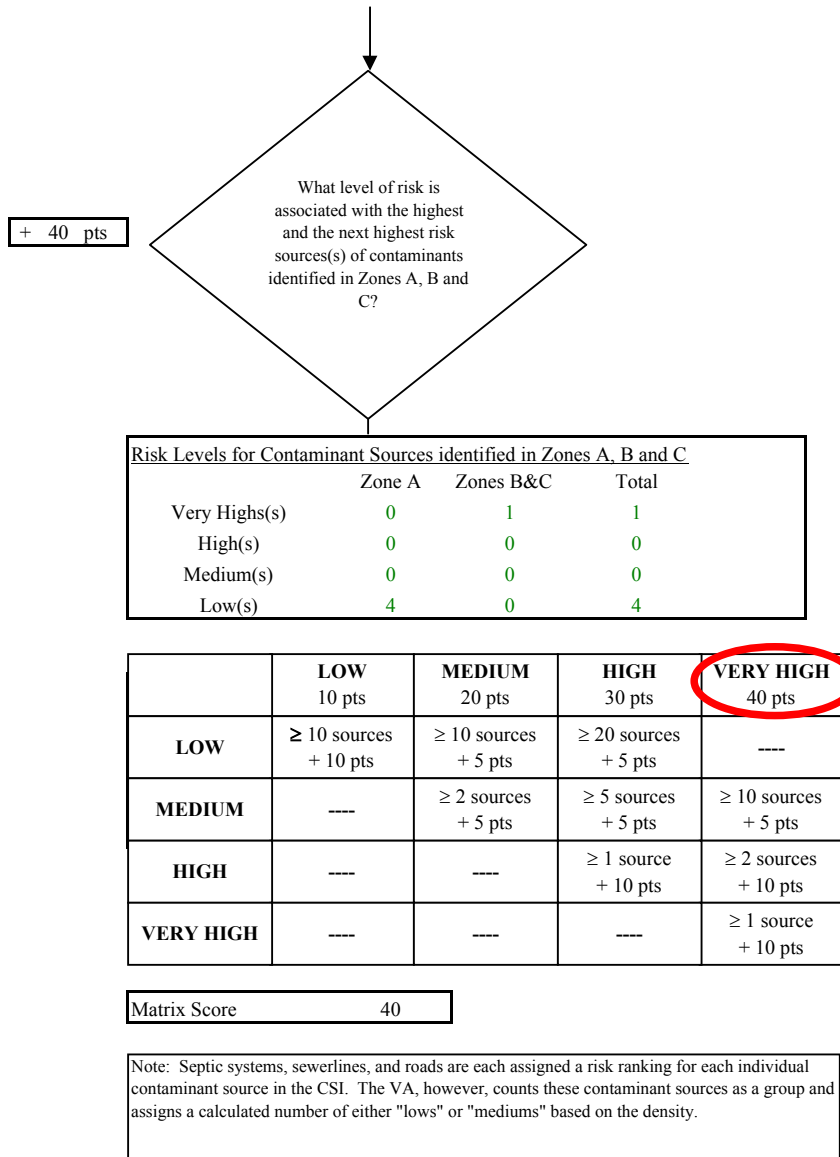 What level of risk is
associated with the highest
and the next highest risk
sources(s) of contaminants
identified in Zones A, B and
C?
+ 40 pts
Risk Levels for Contaminant Sources identified in Zones A, B and C
Zone A Zones B&C Total
Very Highs(s) 0 1 1
High(s) 0 0 0
Medium(s) 0 0 0
Low(s) 4 0 4
LOW MEDIUM HIGH VERY HIGH
10 pts 20 pts 30 pts 40 pts
LOW ≥ 10 sources ≥ 10 sources ≥ 20 sources ----
+ 10 pts + 5 pts + 5 pts
MEDIUM ---- ≥ 2 sources ≥ 5 sources ≥ 10 sources
+ 5 pts + 5 pts + 5 pts
HIGH ---- ---- ≥ 1 source ≥ 2 sources
+ 10 pts + 10 pts
VERY HIGH ---- ---- ---- ≥ 1 source
+ 10 pts
Matrix Score 40
Note: Septic systems, sewerlines, and roads are each assigned a risk ranking for each individual
contaminant source in the CSI. The VA, however, counts these contaminant sources as a group and
assigns a calculated number of either "lows" or "mediums" based on the density.